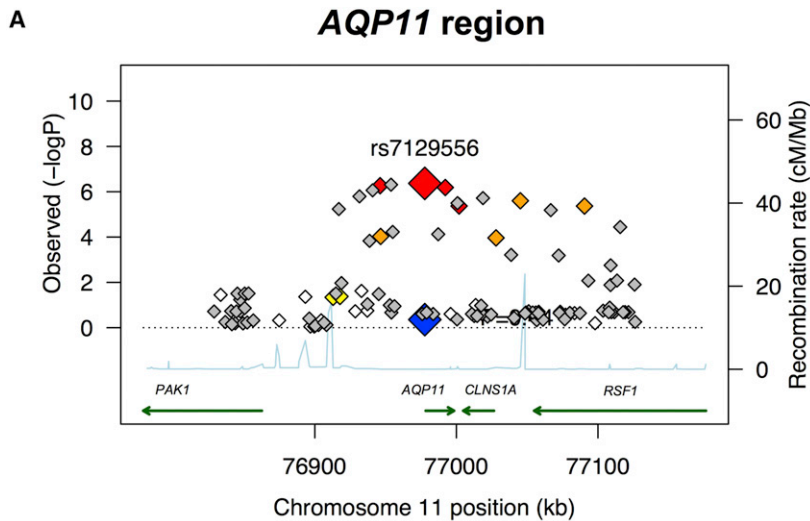 A
AQP11 region
Observed (−logP)
10
8
6
4
2
0
rs7129556
60
40
20
0
Recombination rate (cM/Mb)
PAK1
AQP11
CLNS1A
RSF1
76900
77000
77100
Chromosome 11 position (kb)